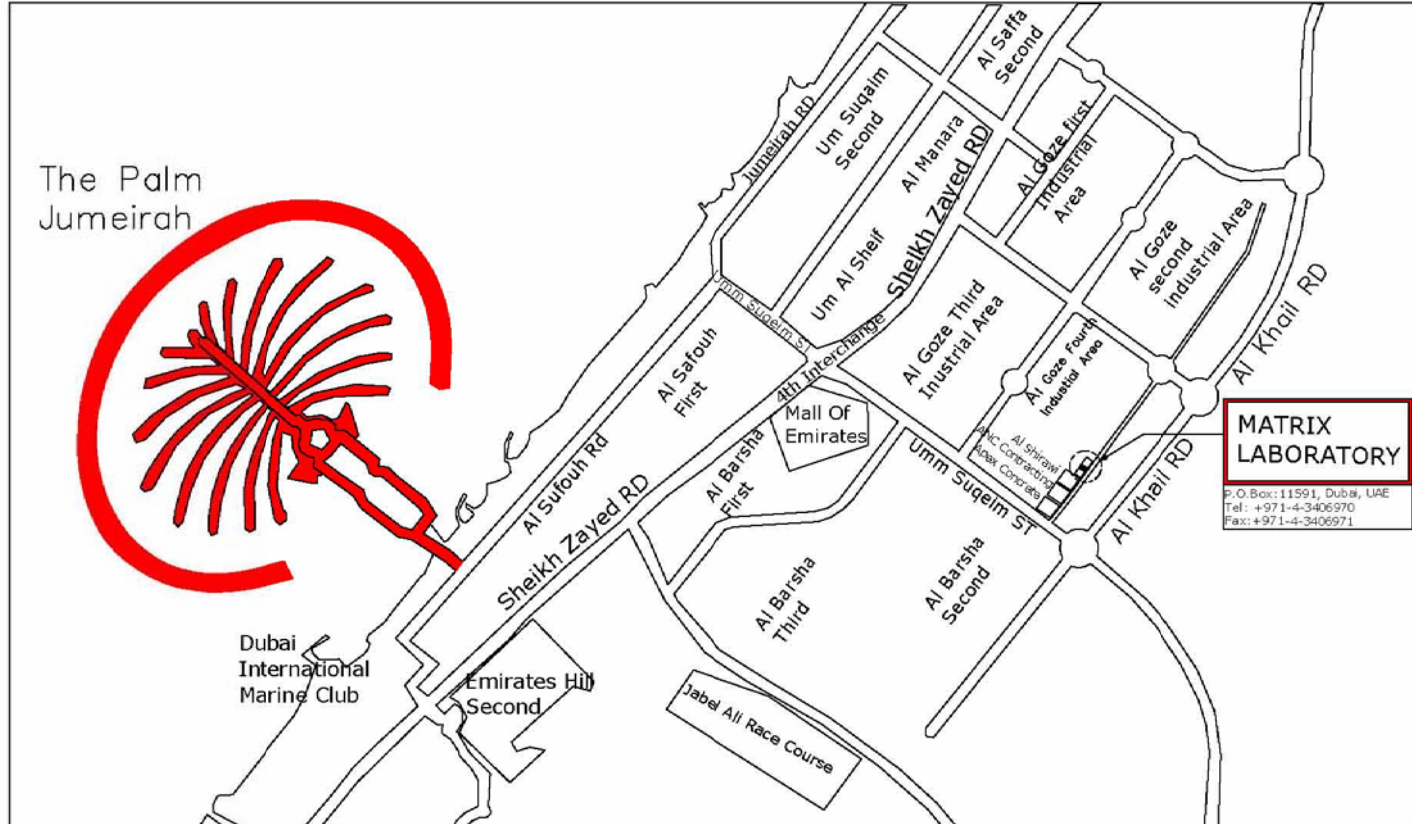 The Palm
Jumeirah
Jumeirah RD
Um Suqaim
Second
Al Saffa
Second
Al Manara
Um Al Sheif
Sheikh Zayed RD
Al Goze first
Industrial
Area
Al Goze
second
industrial Area
Umm Suqeim ST
4th Interchange
Al Safouh
First
Al Goze Third
Inustrial Area
Al Goze Fourth
Industial Area
Al Khail RD
Mall Of
Emirates
Al Barsha
First
Al Sufouh Rd
Sheikh Zayed RD
Al Shirawi
ANC Contracting
Apex Concrete
Umm Suqeim ST
Al Khail RD
MATRIX
LABORATORY
P.O.Box:11591, Dubai, UAE
Tel: +971-4-3406970
Fax:+971-4-3406971
Al Barsha
Third
Al Barsha
Second
Dubai
International
Marine Club
Emirates Hill
Second
Jabel Ali Race Course